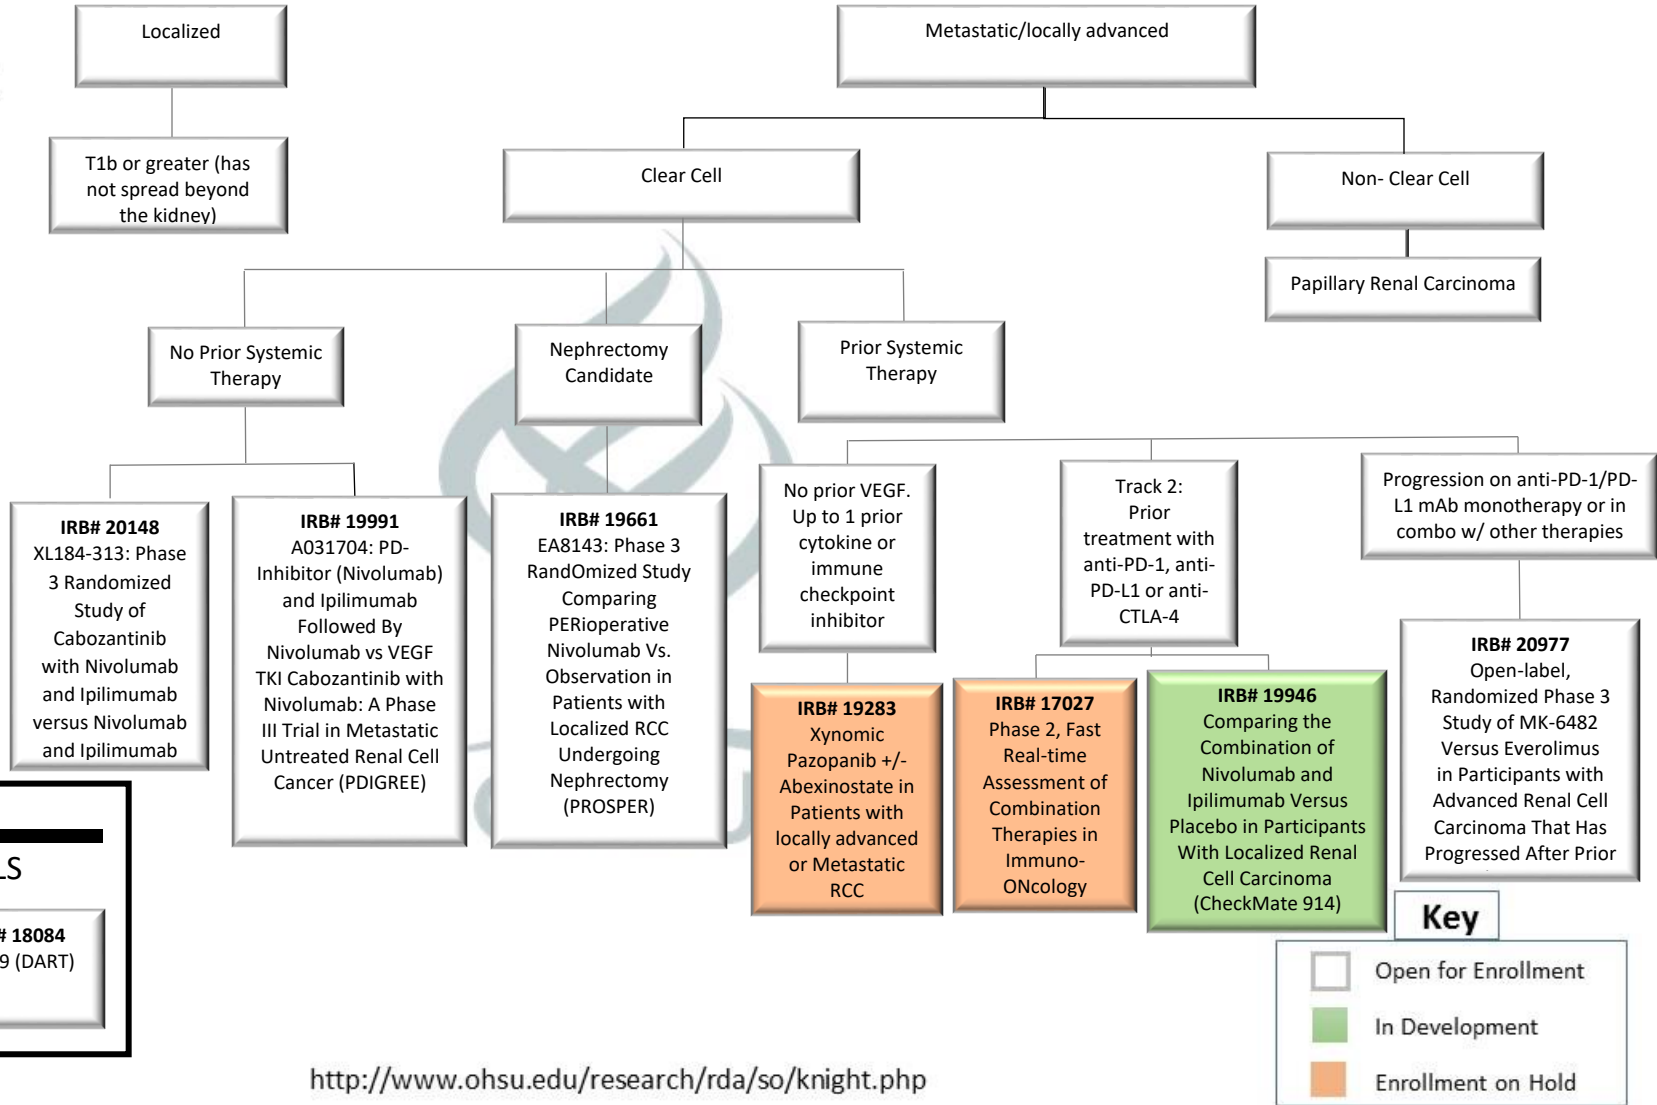 Localized
Metastatic/locally advanced
T1b or greater (has
not spread beyond
the kidney)
Clear Cell
Non- Clear Cell
Papillary Renal Carcinoma
No Prior Systemic
Therapy
Nephrectomy
Candidate
Prior Systemic
Therapy
No prior VEGF.
Up to 1 prior
cytokine or
immune
checkpoint
inhibitor
Track 2:
Prior
treatment with
anti-PD-1, anti-
PD-L1 or anti-
CTLA-4
Progression on anti-PD-1/PD-
L1 mAb monotherapy or in
combo w/ other therapies
IRB# 20148
XL184-313: Phase
3 Randomized
Study of
Cabozantinib
with Nivolumab
and Ipilimumab
versus Nivolumab
and Ipilimumab
IRB# 19991
A031704: PD-
Inhibitor (Nivolumab)
and Ipilimumab
Followed By
Nivolumab vs VEGF
TKI Cabozantinib with
Nivolumab: A Phase
III Trial in Metastatic
Untreated Renal Cell
Cancer (PDIGREE)
IRB# 19661
EA8143: Phase 3
RandOmized Study
Comparing
PERioperative
Nivolumab Vs.
Observation in
Patients with
Localized RCC
Undergoing
Nephrectomy
(PROSPER)
IRB# 19283
Xynomic
Pazopanib +/-
Abexinostate in
Patients with
locally advanced
or Metastatic
RCC
IRB# 17027
Phase 2, Fast
Real-time
Assessment of
Combination
Therapies in
Immuno-
ONcology
IRB# 19946
Comparing the
Combination of
Nivolumab and
Ipilimumab Versus
Placebo in Participants
With Localized Renal
Cell Carcinoma
(CheckMate 914)
IRB# 20977
Open-label,
Randomized Phase 3
Study of MK-6482
Versus Everolimus
in Participants with
Advanced Renal Cell
Carcinoma That Has
Progressed After Prior
LS
# 18084
9 (DART)
Key
Open for Enrollment
In Development
Enrollment on Hold
http://www.ohsu.edu/research/rda/so/knight.php